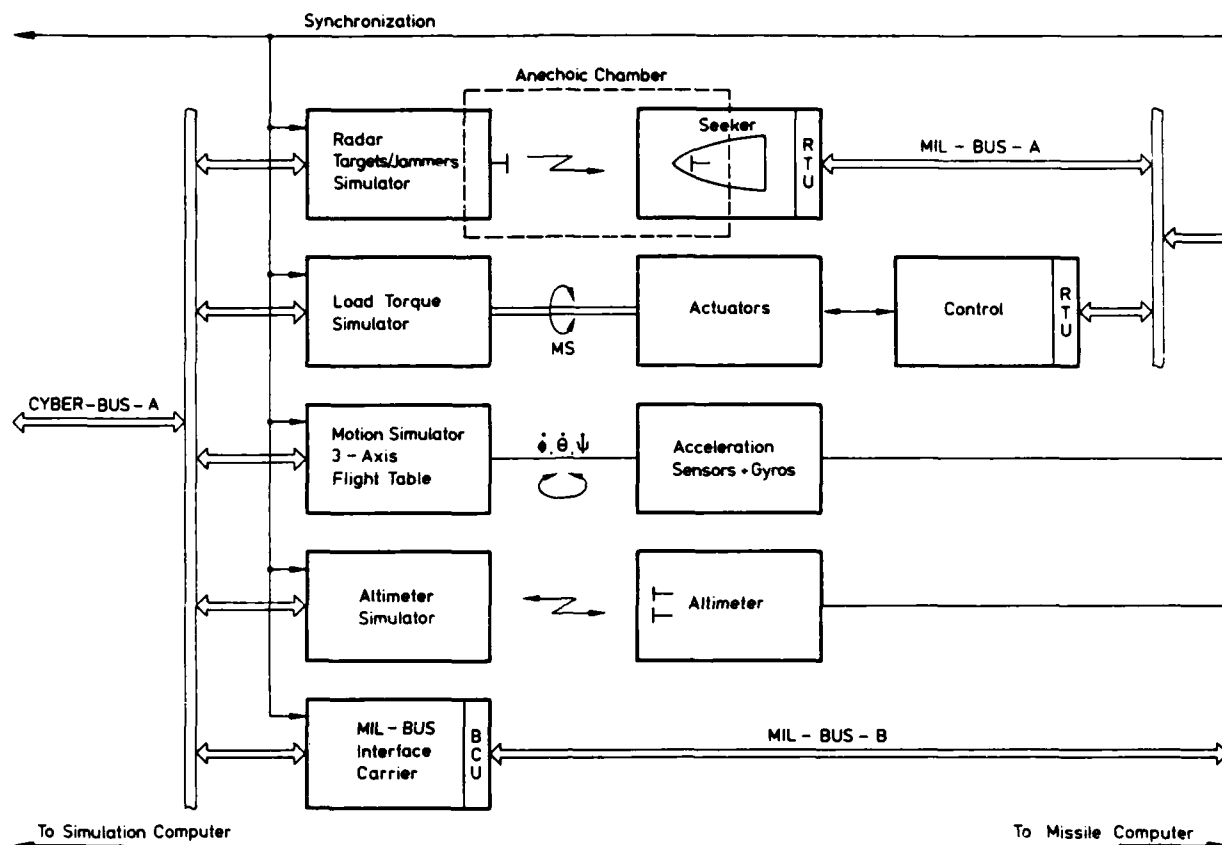 Synchronization
Anechoic Chamber
Radar
Targets/Jammers
Simulator
Seeker
R
T
U
MIL - BUS - A
Load Torque
Simulator
MS
Actuators
Control
R
T
U
CYBER-BUS-A
Motion Simulator
3 - Axis
Flight Table
ϕ̇, θ̇, ψ̇
Acceleration
Sensors + Gyros
Altimeter
Simulator
Altimeter
MIL - BUS
Interface
Carrier
B
C
U
MIL - BUS - B
To Simulation Computer
To Missile Computer